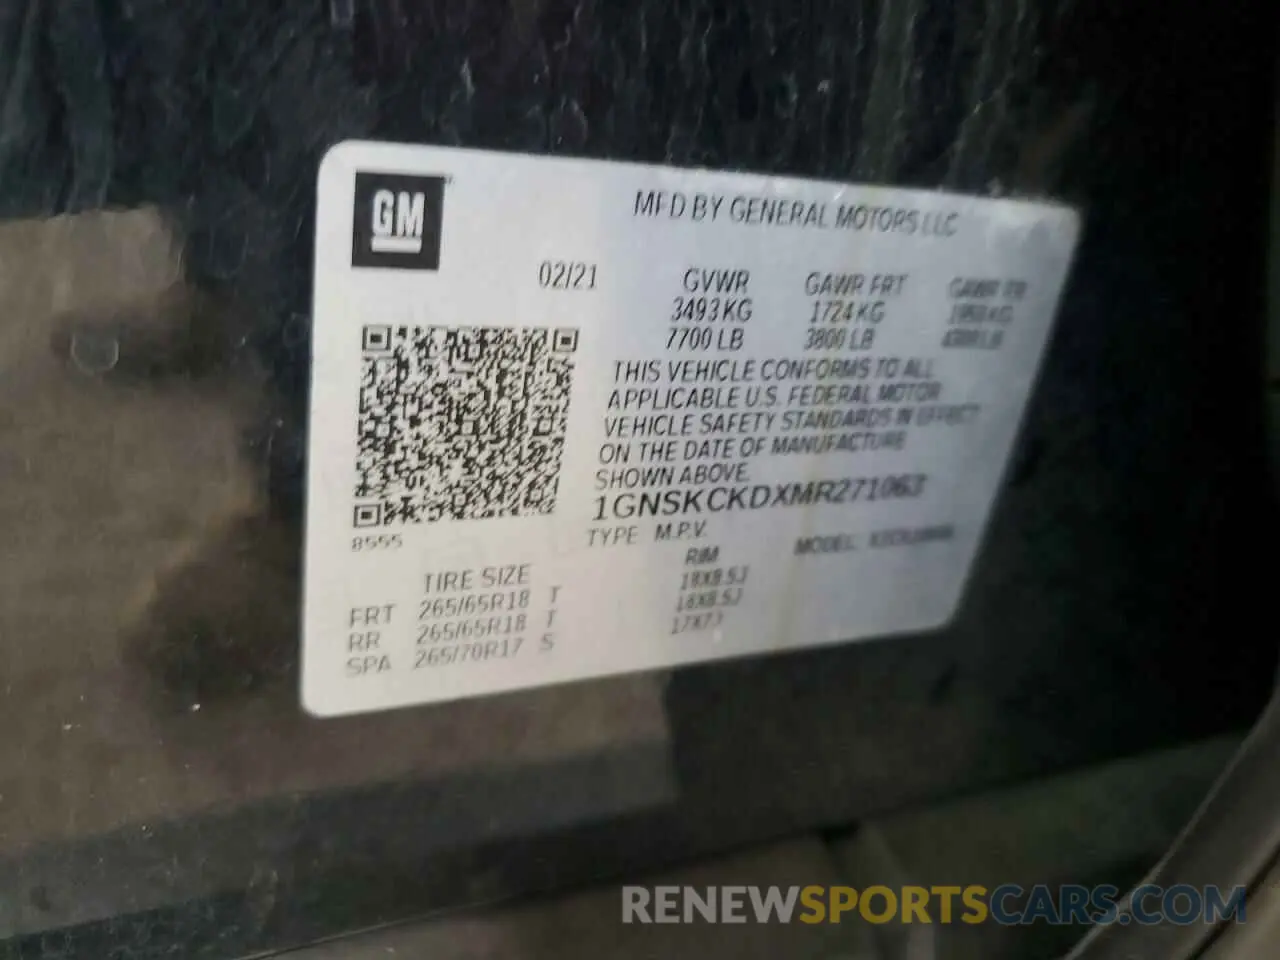 GM
MFD BY GENERAL MOTORS LLC
02/21
GVWR GAWR FRT GAWR RR
3493 KG 1724 KG
7700 LB 3800 LB
THIS VEHICLE CONFORMS TO ALL
APPLICABLE U.S. FEDERAL MOTOR
VEHICLE SAFETY STANDARDS IN EFFECT
ON THE DATE OF MANUFACTURE
SHOWN ABOVE.
1GNSKCKDXMR271063
8555
TYPE M.P.V. MODEL:
TIRE SIZE RIM
FRT 265/65R18 T 18X8.5J
RR 265/65R18 T 18X8.5J
SPA 265/70R17 S 17X7J
RENEWSPORTSCARS.COM